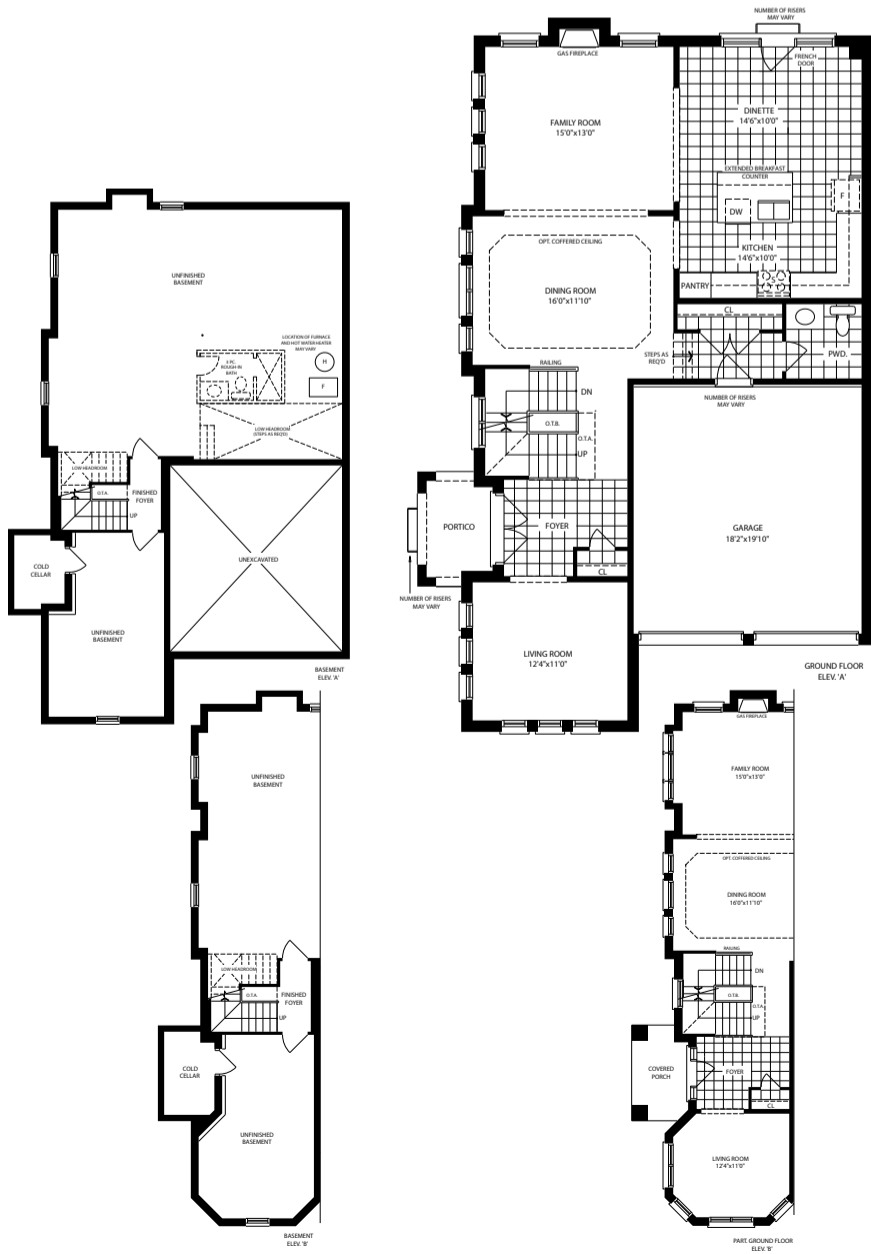 UNFINISHED
BASEMENT
LOCATION OF FURNACE
AND HOT WATER HEATER
MAY VARY
3 PC.
ROUGH-IN
BATH
H
F
LOW HEADROOM
(STEPS AS REQ'D)
LOW HEADROOM
O.T.A.
FINISHED
FOYER
UP
COLD
CELLAR
UNEXCAVATED
UNFINISHED
BASEMENT
BASEMENT
ELEV. 'A'
NUMBER OF RISERS
MAY VARY
GAS FIREPLACE
FRENCH
DOOR
FAMILY ROOM
15'0"x13'0"
DINETTE
14'6"x10'0"
EXTENDED BREAKFAST
COUNTER
F
DW
OPT. COFFERED CEILING
KITCHEN
14'6"x10'0"
DINING ROOM
16'0"x11'10"
PANTRY
S
CL
STEPS AS
REQ'D
PWD.
RAILING
DN
O.T.B.
O.T.A.
UP
NUMBER OF RISERS
MAY VARY
PORTICO
FOYER
GARAGE
18'2"x19'10"
CL
NUMBER OF RISERS
MAY VARY
LIVING ROOM
12'4"x11'0"
GROUND FLOOR
ELEV. 'A'
UNFINISHED
BASEMENT
LOW HEADROOM
O.T.A.
FINISHED
FOYER
UP
COLD
CELLAR
UNFINISHED
BASEMENT
BASEMENT
ELEV. 'B'
GAS FIREPLACE
FAMILY ROOM
15'0"x13'0"
OPT. COFFERED CEILING
DINING ROOM
16'0"x11'10"
RAILING
DN
O.T.B.
O.T.A.
UP
COVERED
PORCH
FOYER
CL
LIVING ROOM
12'4"x11'0"
PART. GROUND FLOOR
ELEV. 'B'